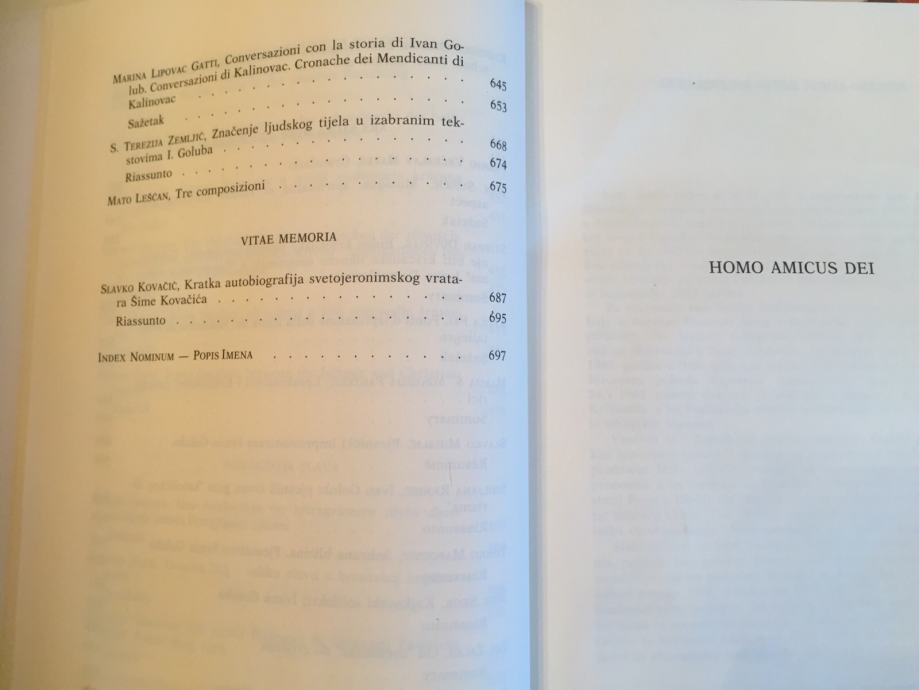 MARINA LIPOVAC GATTI, Conversazioni con la storia di Ivan Go-
lub. Conversazioni di Kalinovac. Cronache dei Mendicanti di
Kalinovac . . . . . . . . . . . . . 645
Sažetak . . . . . . . . . . . . . 653
S. TEREZIJA ZEMLJIĆ, Značenje ljudskog tijela u izabranim tek-
stovima I. Goluba . . . . . . . . . . . . 668
Riassunto . . . . . . . . . . . . . 674
MATO LEŠĆAN, Tre composizioni . . . . . . . . . . 675
VITAE MEMORIA
SLAVKO KOVAČIĆ, Kratka autobiografija svetojeronimskog vrata-
ra Šime Kovačića . . . . . . . . . . . . 687
Riassunto . . . . . . . . . . . . . . 695
INDEX NOMINUM — POPIS IMENA . . . . . . . . . 697
HOMO AMICUS DEI